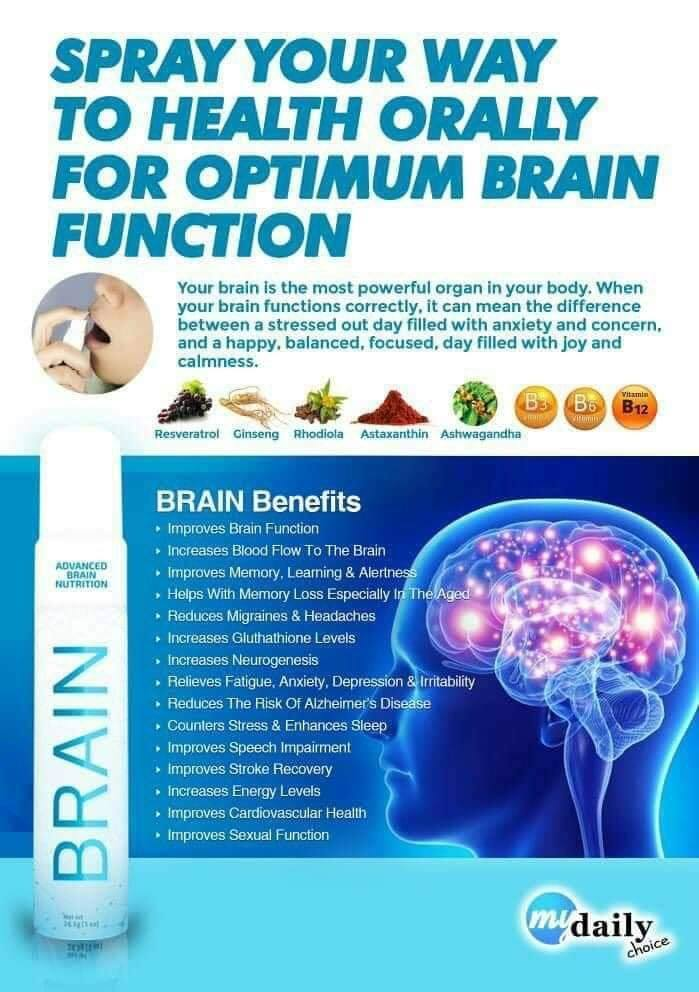 SPRAY YOUR WAY
TO HEALTH ORALLY
FOR OPTIMUM BRAIN
FUNCTION
Your brain is the most powerful organ in your body. When
your brain functions correctly, it can mean the difference
between a stressed out day filled with anxiety and concern,
and a happy, balanced, focused, day filled with joy and
calmness.
B3 B6 Vitamin
vitamin vitamin B12
Resveratrol Ginseng Rhodiola Astaxanthin Ashwagandha
BRAIN Benefits
Improves Brain Function
Increases Blood Flow To The Brain
Improves Memory, Learning & Alertness
Helps With Memory Loss Especially In The Aged
Reduces Migraines & Headaches
Increases Gluthathione Levels
Increases Neurogenesis
Relieves Fatigue, Anxiety, Depression & Irritability
Reduces The Risk Of Alzheimer's Disease
Counters Stress & Enhances Sleep
Improves Speech Impairment
Improves Stroke Recovery
Increases Energy Levels
Improves Cardiovascular Health
Improves Sexual Function
ADVANCED
BRAIN
NUTRITION
BRAIN
Net wt
my daily
choice